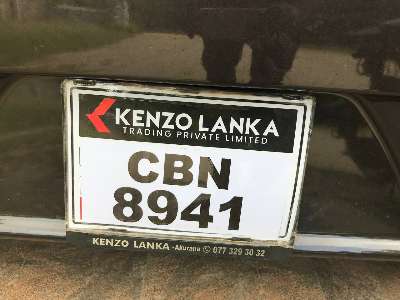 KENZO LANKA
TRADING PRIVATE LIMITED
CBN
8941
KENZO LANKA -Akurana 077 329 30 32